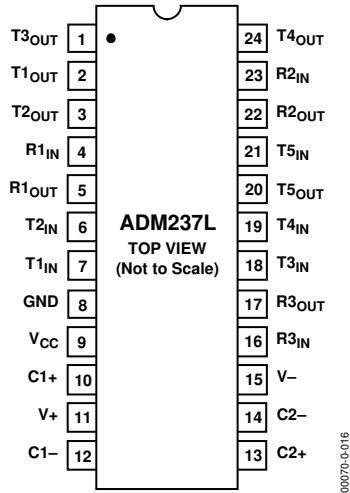 T3OUT 1 24 T4OUT
T1OUT 2 23 R2IN
T2OUT 3 22 R2OUT
R1IN 4 21 T5IN
R1OUT 5 20 T5OUT
T2IN 6 19 T4IN
T1IN 7 18 T3IN
GND 8 17 R3OUT
VCC 9 16 R3IN
C1+ 10 15 V–
V+ 11 14 C2–
C1– 12 13 C2+
ADM237L
TOP VIEW
(Not to Scale)
00070-0-016